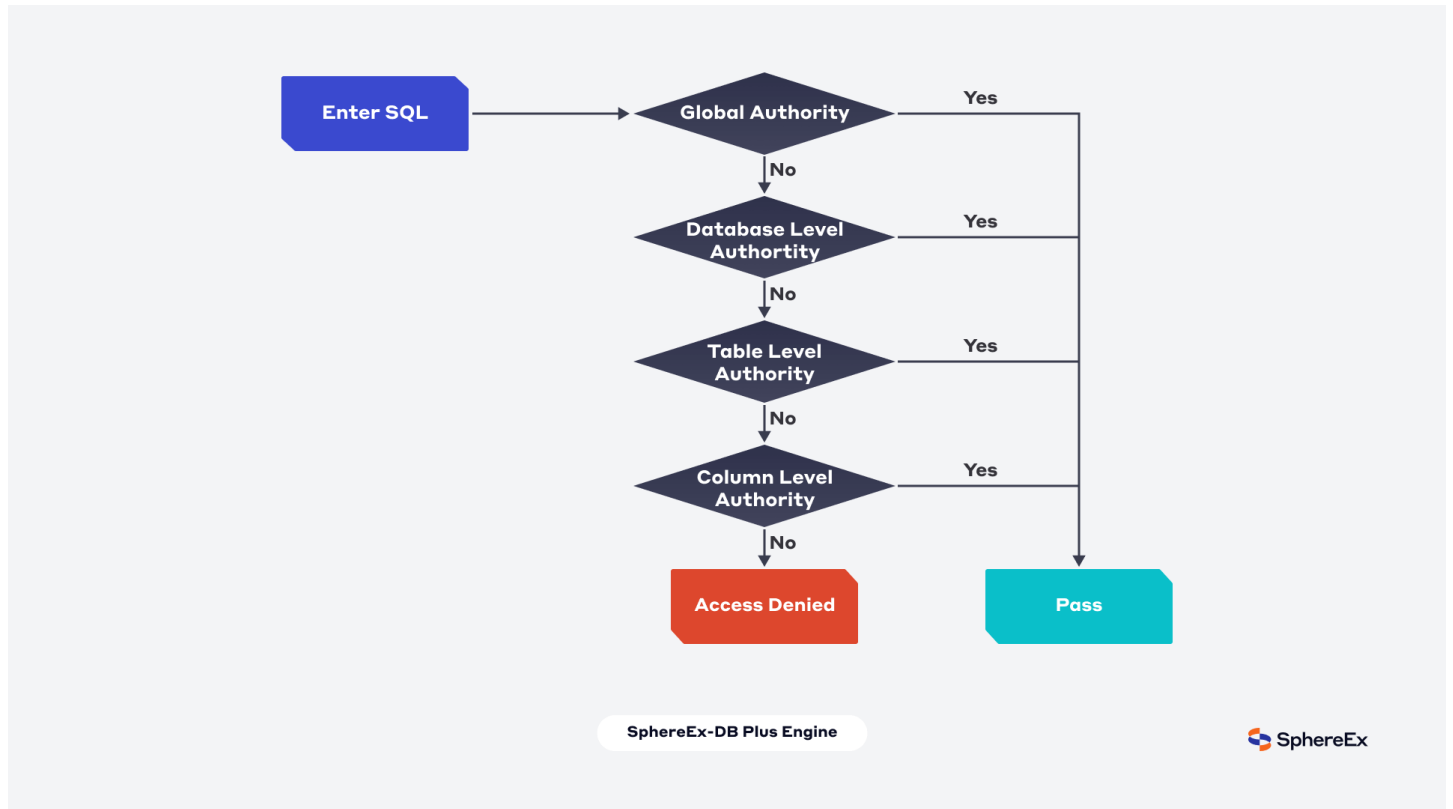 Enter SQL
Global Authority
Yes
No
Database Level
Authortity
Yes
No
Table Level
Authority
Yes
No
Column Level
Authority
Yes
No
Access Denied
Pass
SphereEx-DB Plus Engine
SphereEx